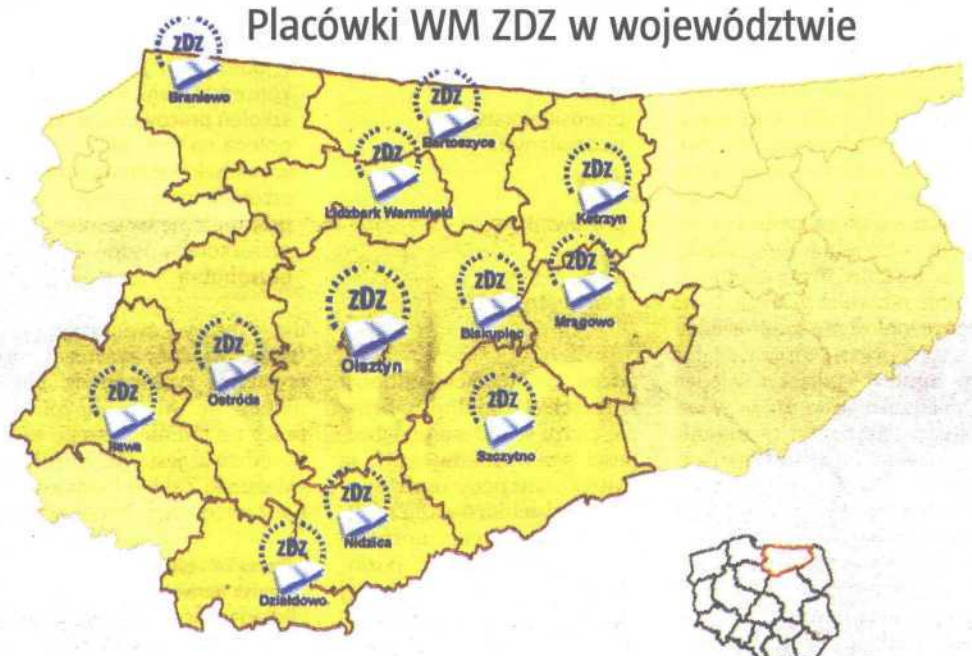 Placówki WM ZDZ w województwie
ZDZ
Braniewo
ZDZ
Bartoszyce
ZDZ
Lidzbark Warmiński
ZDZ
Kętrzyn
ZDZ
Mrągowo
ZDZ
Biskupiec
ZDZ
Olsztyn
ZDZ
Ostróda
ZDZ
Iława
ZDZ
Szczytno
ZDZ
Nidzica
ZDZ
Działdowo